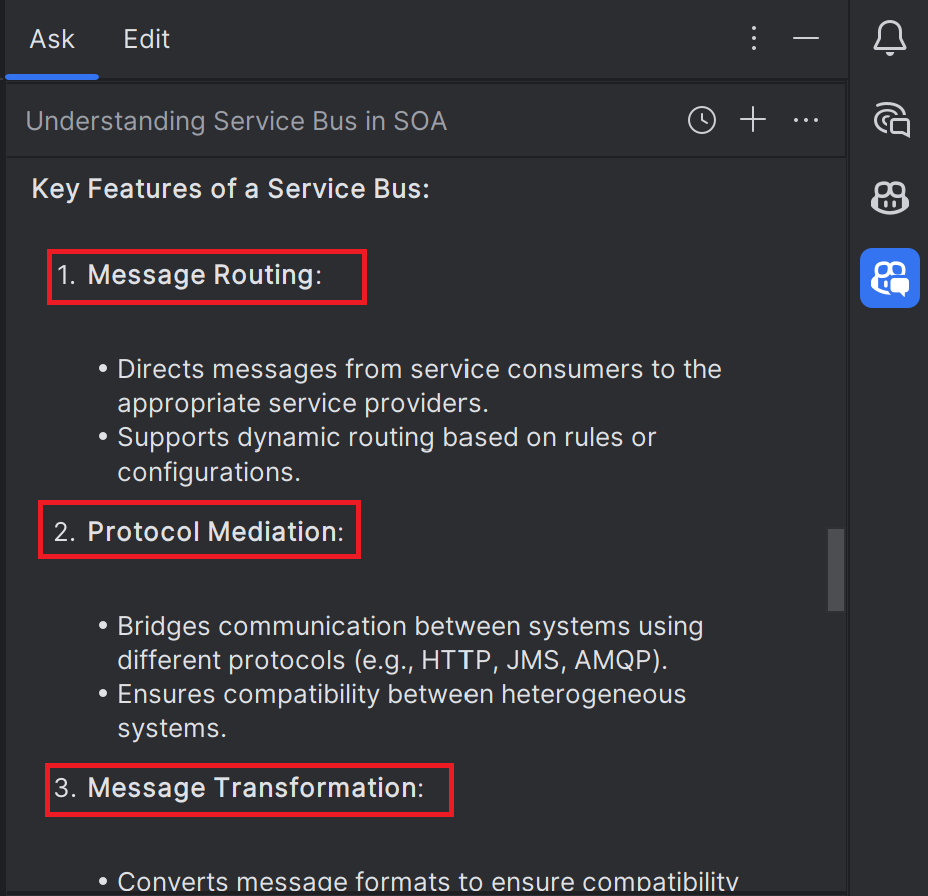 Ask Edit
Understanding Service Bus in SOA
Key Features of a Service Bus:
1. Message Routing:
• Directs messages from service consumers to the
appropriate service providers.
• Supports dynamic routing based on rules or
configurations.
2. Protocol Mediation:
• Bridges communication between systems using
different protocols (e.g., HTTP, JMS, AMQP).
• Ensures compatibility between heterogeneous
systems.
3. Message Transformation:
• Converts message formats to ensure compatibility